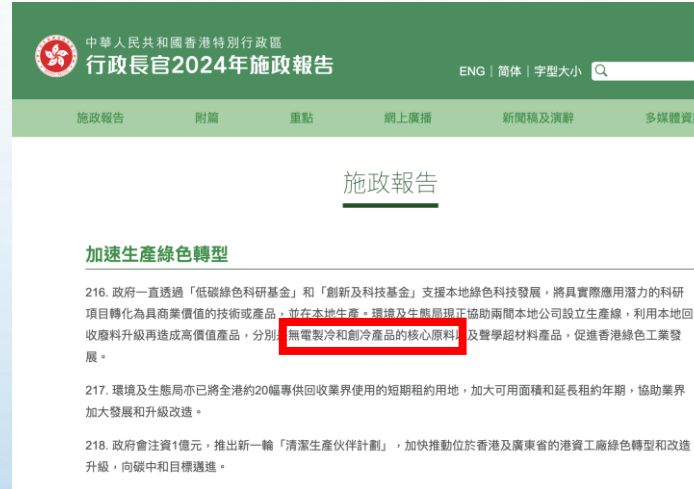 中華人民共和國香港特別行政區
行政長官2024年施政報告
ENG | 简体 | 字型大小
施政報告 附篇 重點 網上廣播 新聞稿及演辭 多媒體資
施政報告
加速生產綠色轉型
216. 政府一直透過「低碳綠色科研基金」和「創新及科技基金」支援本地綠色科技發展，將具實際應用潛力的科研
項目轉化為具商業價值的技術或產品，並在本地生產。環境及生態局現正協助兩間本地公司設立生產線，利用本地回
收廢料升級再造成高價值產品，分別 無電製冷和創冷產品的核心原料 及聲學超材料產品，促進香港綠色工業發
展。
217. 環境及生態局亦已將全港約20幅專供回收業界使用的短期租約用地，加大可用面積和延長租約年期，協助業界
加大發展和升級改造。
218. 政府會注資1億元，推出新一輪「清潔生產伙伴計劃」，加快推動位於香港及廣東省的港資工廠綠色轉型和改造
升級，向碳中和目標邁進。